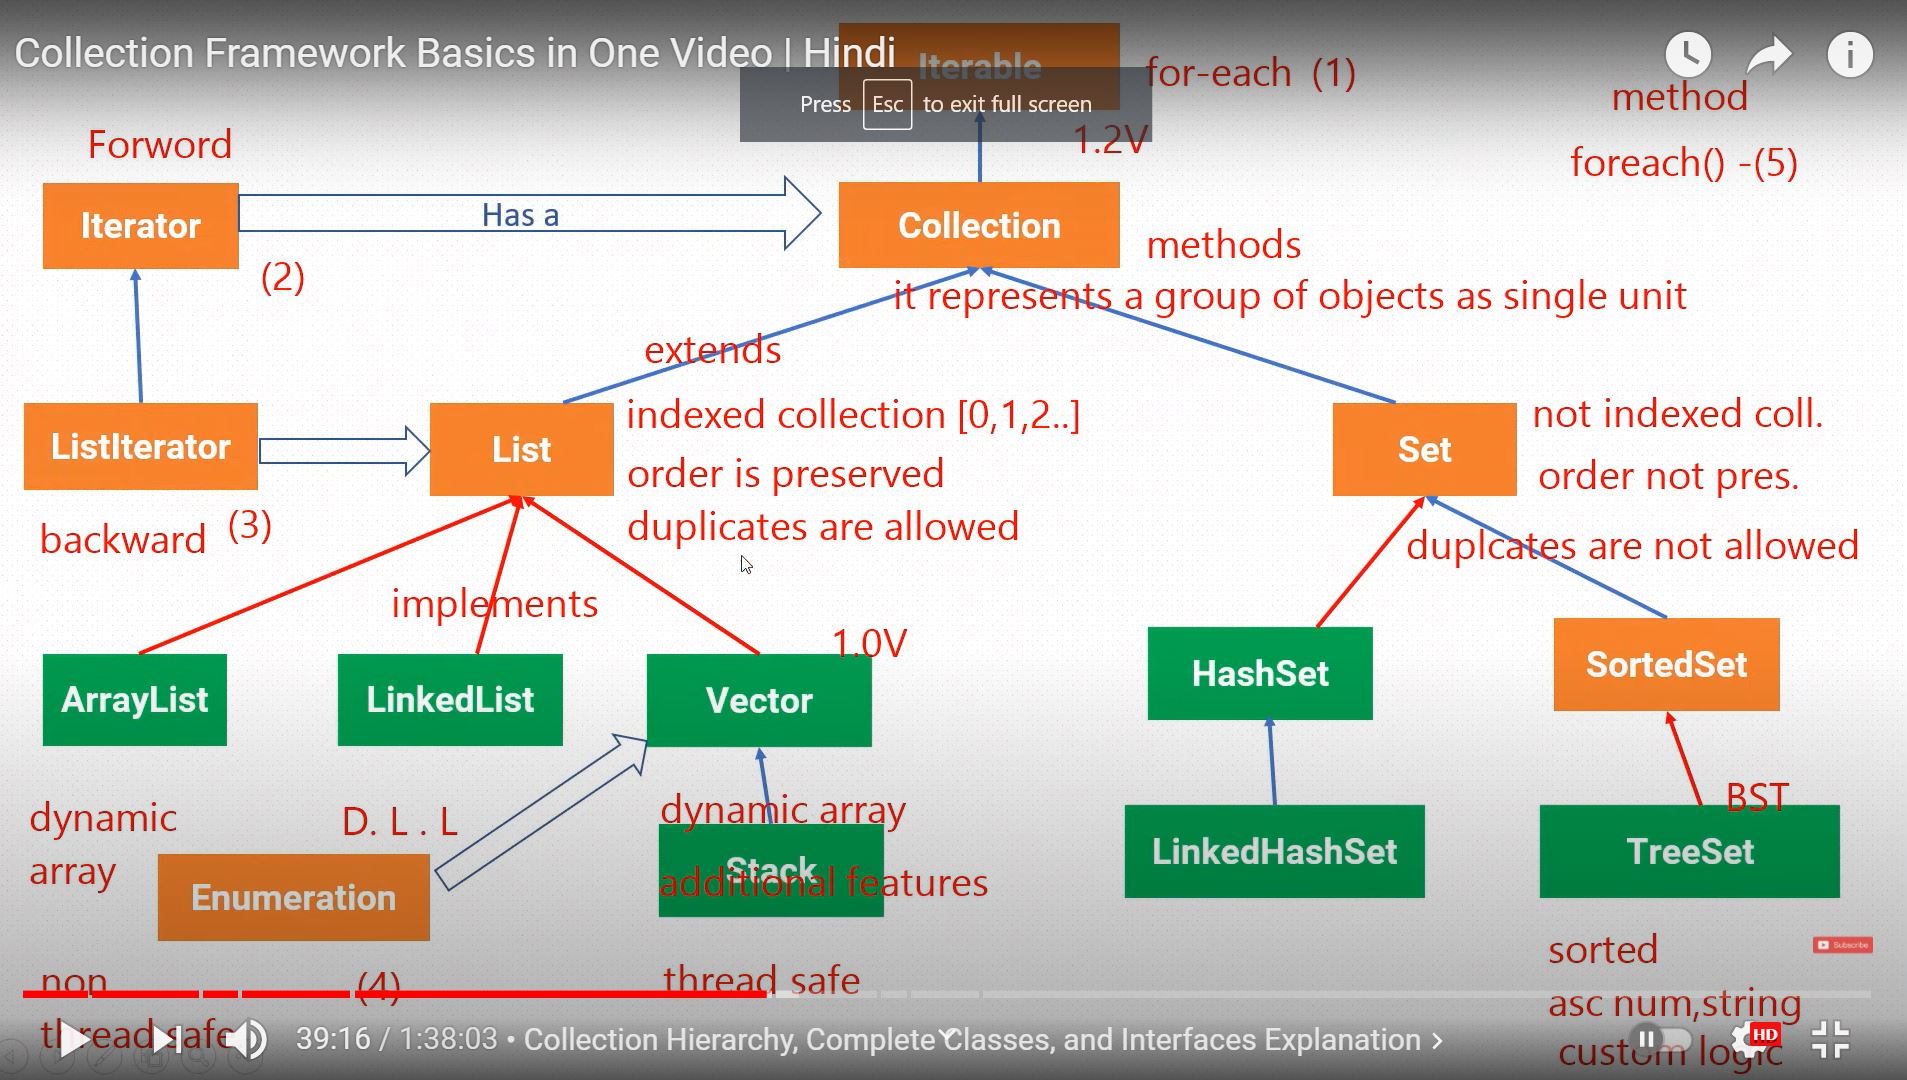 Collection Framework Basics in One Video | Hindi
Iterable
for-each (1)
Press Esc to exit full screen
method
1.2V
foreach() -(5)
Forword
Iterator
Has a
Collection
methods
(2)
it represents a group of objects as single unit
extends
ListIterator
List
indexed collection [0,1,2..]
order is preserved
duplicates are allowed
Set
not indexed coll.
order not pres.
duplcates are not allowed
backward (3)
implements
1.0V
ArrayList
LinkedList
Vector
HashSet
SortedSet
dynamic
array
D. L . L
dynamic array
Stack
additional features
BST
LinkedHashSet
TreeSet
Enumeration
non
thread safe
(4)
thread safe
sorted
asc num,string
custom logic
Subscribe
39:16 / 1:38:03 • Collection Hierarchy, Complete Classes, and Interfaces Explanation
HD